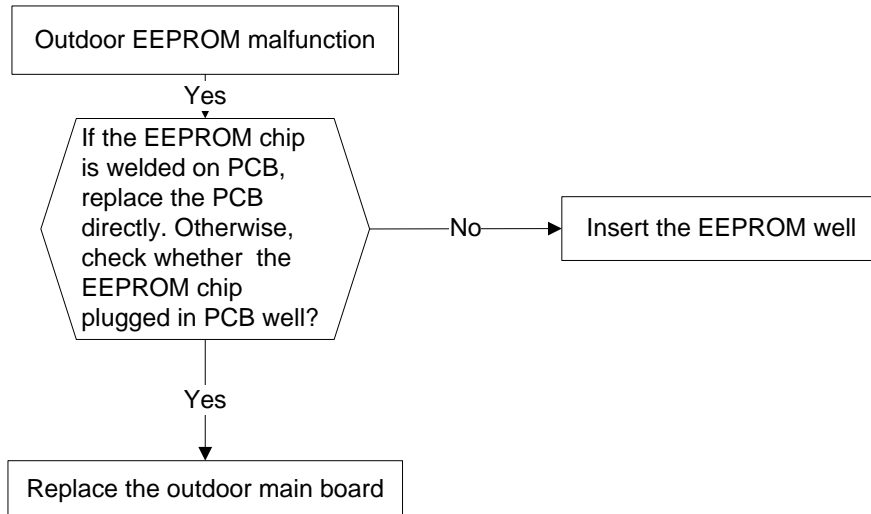 Outdoor EEPROM malfunction
Yes
If the EEPROM chip
is welded on PCB,
replace the PCB
directly. Otherwise,
check whether  the
EEPROM chip
plugged in PCB well?
No
Insert the EEPROM well
Yes
Replace the outdoor main board